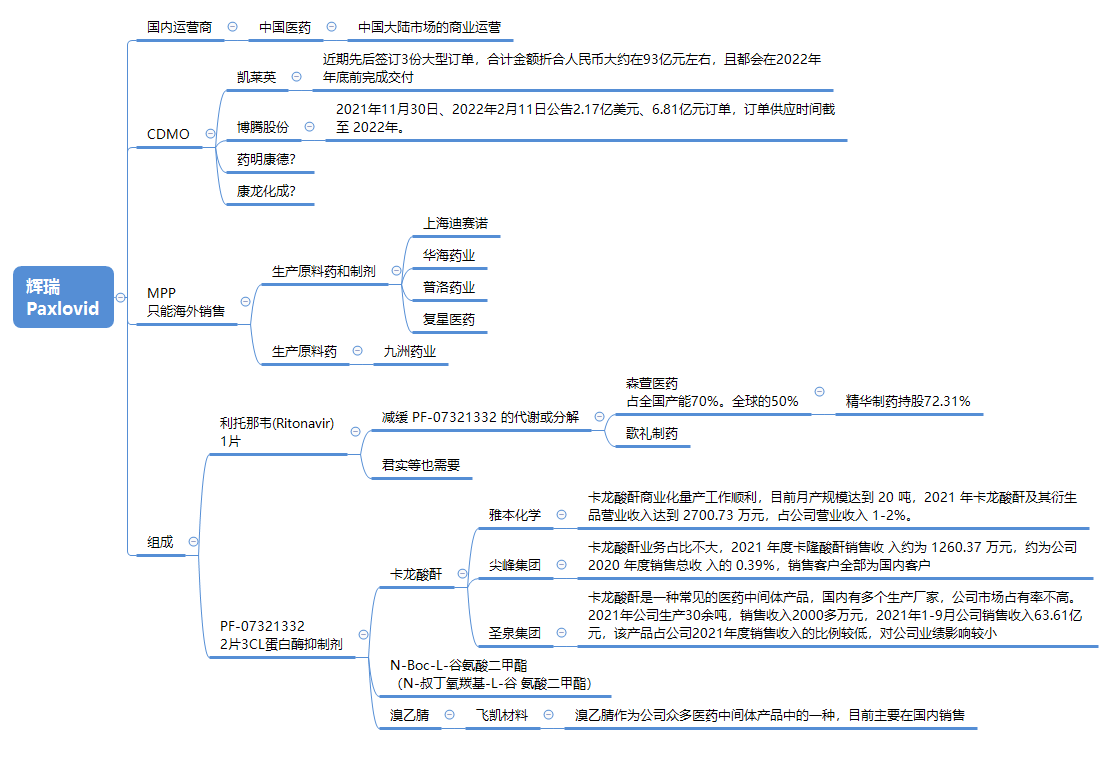 辉瑞
Paxlovid
国内运营商
中国医药
中国大陆市场的商业运营
CDMO
凯莱英
近期先后签订3份大型订单，合计金额折合人民币大约在93亿元左右，且都会在2022年
年底前完成交付
博腾股份
2021年11月30日、2022年2月11日公告2.17亿美元、6.81亿元订单，订单供应时间截
至 2022年。
药明康德?
康龙化成?
MPP
只能海外销售
生产原料药和制剂
上海迪赛诺
华海药业
普洛药业
复星医药
生产原料药
九洲药业
组成
利托那韦(Ritonavir)
1片
减缓 PF-07321332 的代谢或分解
森萱医药
占全国产能70%。全球的50%
精华制药持股72.31%
歌礼制药
君实等也需要
PF-07321332
2片3CL蛋白酶抑制剂
卡龙酸酐
雅本化学
卡龙酸酐商业化量产工作顺利，目前月产规模达到 20 吨，2021 年卡龙酸酐及其衍生
品营业收入达到 2700.73 万元，占公司营业收入 1-2%。
尖峰集团
卡龙酸酐业务占比不大，2021 年度卡隆酸酐销售收 入约为 1260.37 万元，约为公司
2020 年度销售总收 入的 0.39%，销售客户全部为国内客户
圣泉集团
卡龙酸酐是一种常见的医药中间体产品，国内有多个生产厂家，公司市场占有率不高。
2021年公司生产30余吨，销售收入2000多万元，2021年1-9月公司销售收入63.61亿
元，该产品占公司2021年度销售收入的比例较低，对公司业绩影响较小
N-Boc-L-谷氨酸二甲酯
（N-叔丁氧羰基-L-谷 氨酸二甲酯）
溴乙腈
飞凯材料
溴乙腈作为公司众多医药中间体产品中的一种，目前主要在国内销售